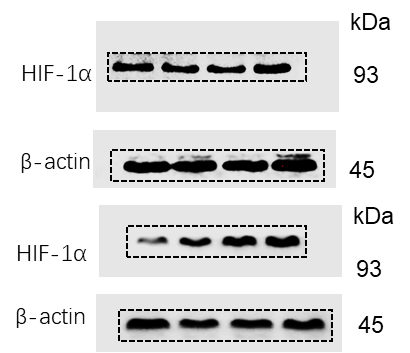 kDa
HIF-1α
93
β-actin
45
kDa
HIF-1α
93
β-actin
45